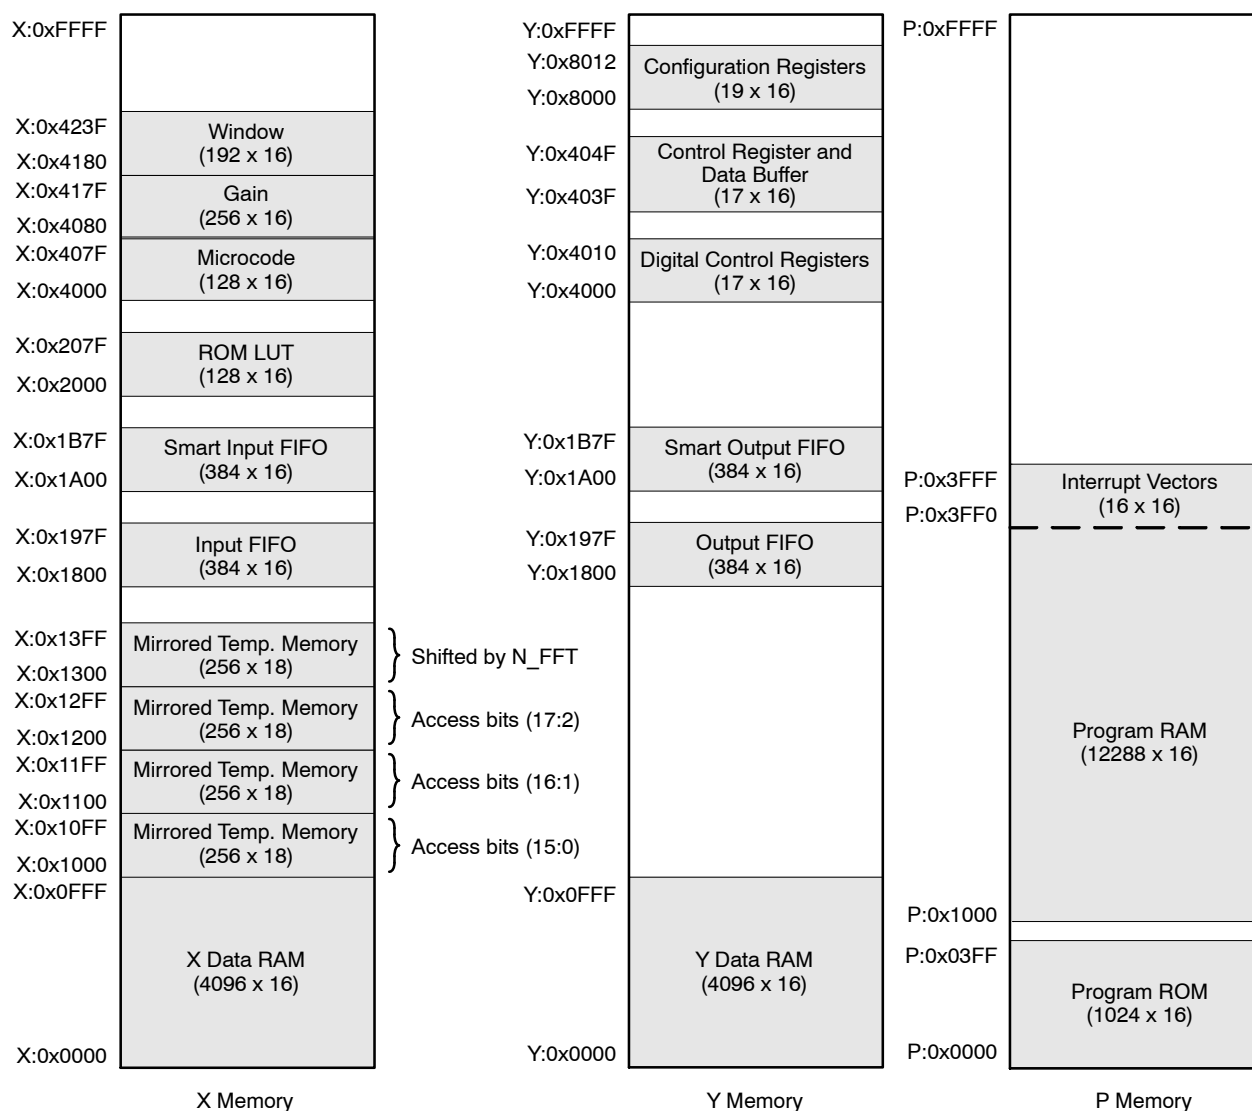 X:0xFFFF
X:0x423F
Window
(192 x 16)
X:0x4180
X:0x417F
Gain
(256 x 16)
X:0x4080
X:0x407F
Microcode
(128 x 16)
X:0x4000
X:0x207F
ROM LUT
(128 x 16)
X:0x2000
X:0x1B7F
Smart Input FIFO
(384 x 16)
X:0x1A00
X:0x197F
Input FIFO
(384 x 16)
X:0x1800
X:0x13FF
Mirrored Temp. Memory
(256 x 18)
X:0x1300
Shifted by N_FFT
X:0x12FF
Mirrored Temp. Memory
(256 x 18)
X:0x1200
Access bits (17:2)
X:0x11FF
Mirrored Temp. Memory
(256 x 18)
X:0x1100
Access bits (16:1)
X:0x10FF
Mirrored Temp. Memory
(256 x 18)
X:0x1000
Access bits (15:0)
X:0x0FFF
X Data RAM
(4096 x 16)
X:0x0000
X Memory
Y:0xFFFF
Y:0x8012
Configuration Registers
(19 x 16)
Y:0x8000
Y:0x404F
Control Register and
Data Buffer
(17 x 16)
Y:0x403F
Y:0x4010
Digital Control Registers
(17 x 16)
Y:0x4000
Y:0x1B7F
Smart Output FIFO
(384 x 16)
Y:0x1A00
Y:0x197F
Output FIFO
(384 x 16)
Y:0x1800
Y:0x0FFF
Y Data RAM
(4096 x 16)
Y:0x0000
Y Memory
P:0xFFFF
P:0x3FFF
Interrupt Vectors
(16 x 16)
P:0x3FF0
Program RAM
(12288 x 16)
P:0x1000
P:0x03FF
Program ROM
(1024 x 16)
P:0x0000
P Memory